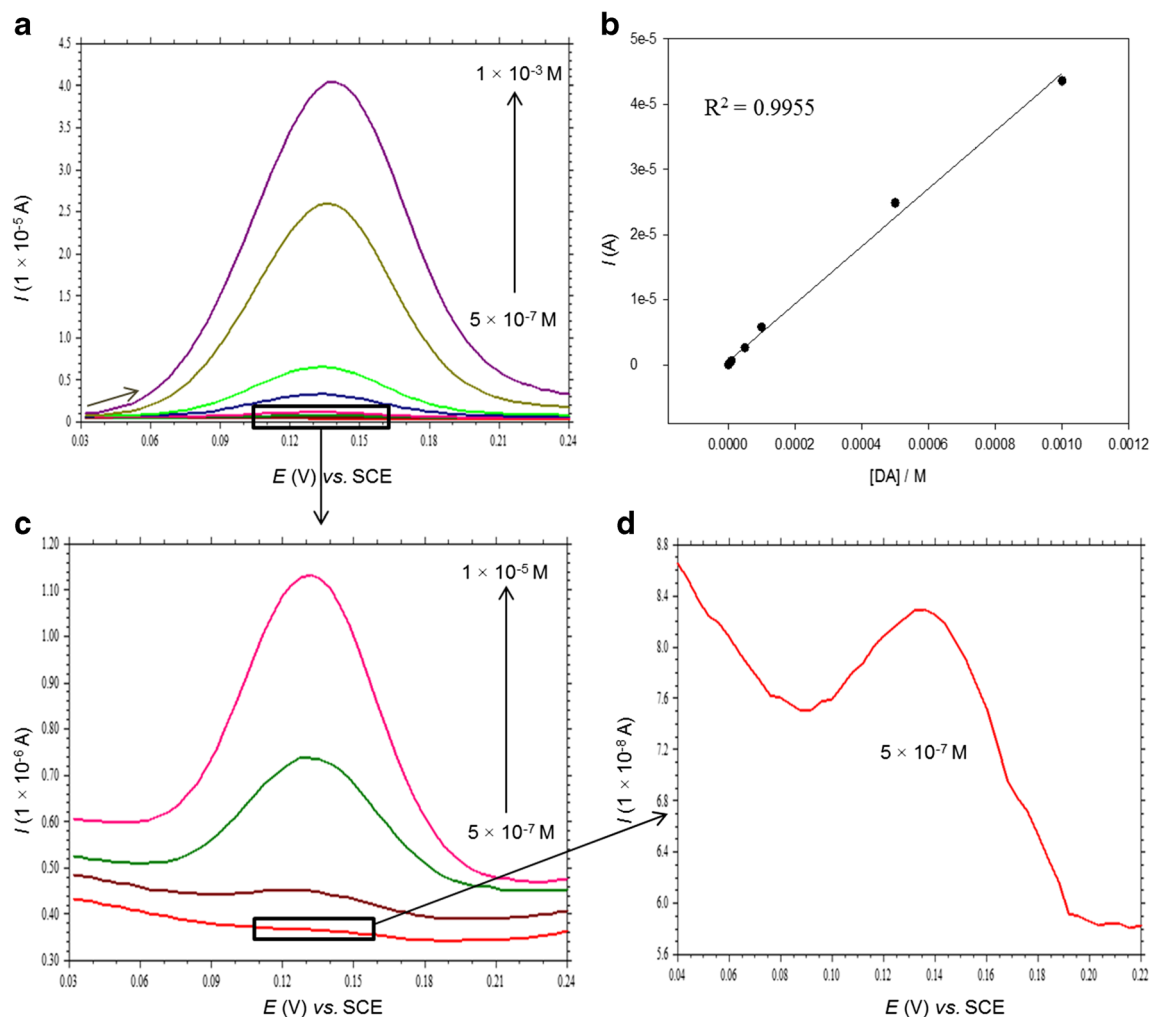 a
4.5
4.0
3.5
3.0
2.5
2.0
1.5
1.0
0.5
0
I (1 × 10⁻⁵ A)
1 × 10⁻³ M
5 × 10⁻⁷ M
0.03 0.06 0.09 0.12 0.15 0.18 0.21 0.24
E (V) vs. SCE
b
5e-5
4e-5
3e-5
2e-5
1e-5
0
I (A)
R² = 0.9955
0.0000 0.0002 0.0004 0.0006 0.0008 0.0010 0.0012
[DA] / M
c
1.20
1.10
1.00
0.90
0.80
0.70
0.60
0.50
0.40
0.30
I (1 × 10⁻⁶ A)
1 × 10⁻⁵ M
5 × 10⁻⁷ M
0.03 0.06 0.09 0.12 0.15 0.18 0.21 0.24
E (V) vs. SCE
d
8.8
8.4
8.0
7.6
7.2
6.8
6.4
6.0
5.6
I (1 × 10⁻⁸ A)
5 × 10⁻⁷ M
0.04 0.06 0.08 0.10 0.12 0.14 0.16 0.18 0.20 0.22
E (V) vs. SCE